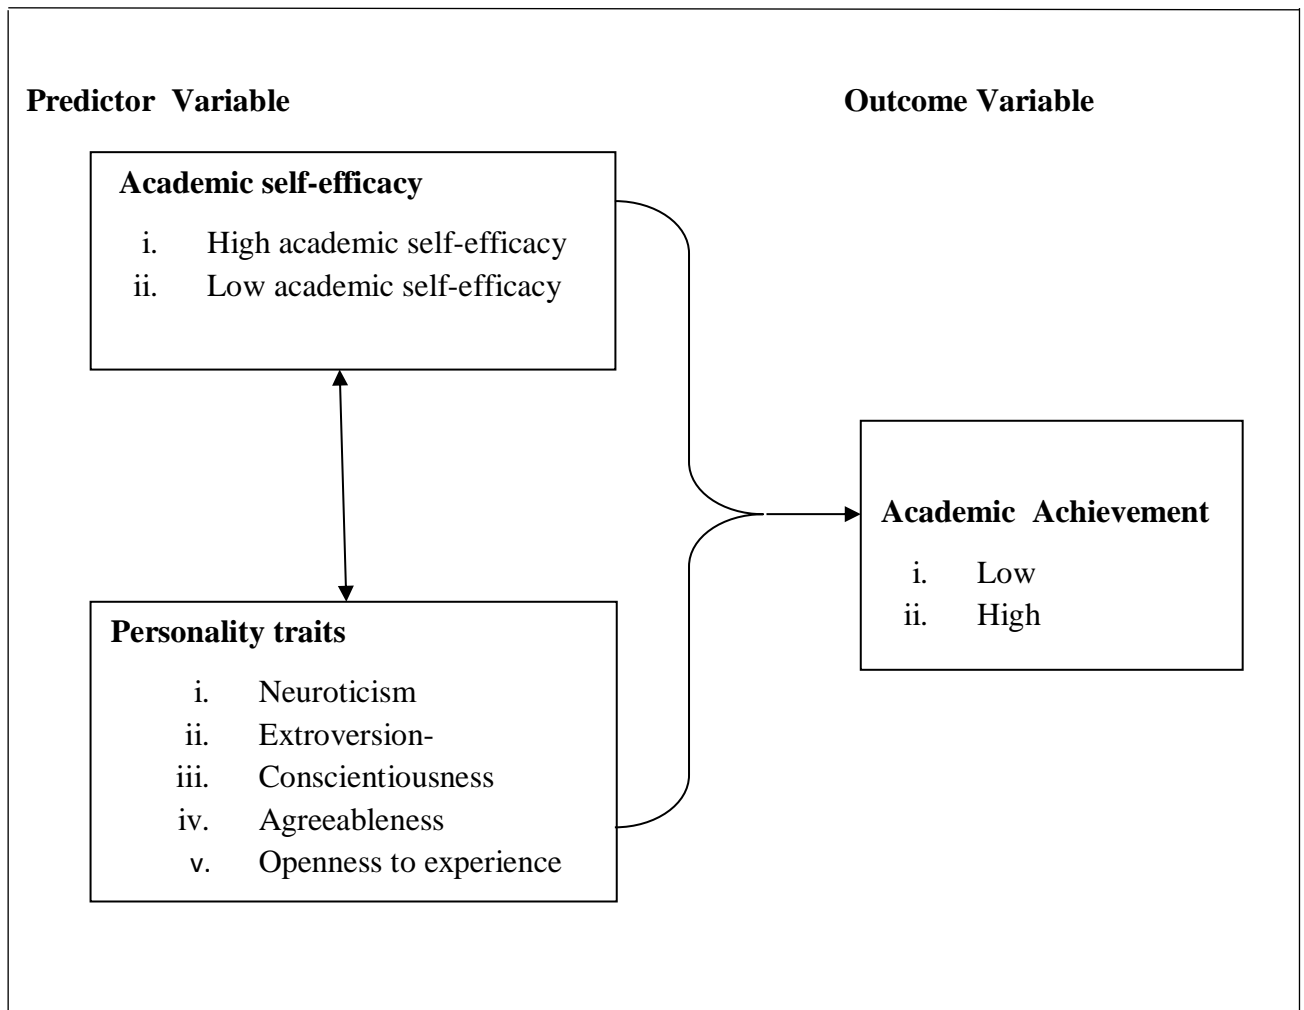 Predictor Variable
Outcome Variable
Academic self-efficacy
i. High academic self-efficacy
ii. Low academic self-efficacy
Personality traits
i. Neuroticism
ii. Extroversion-
iii. Conscientiousness
iv. Agreeableness
v. Openness to experience
Academic Achievement
i. Low
ii. High